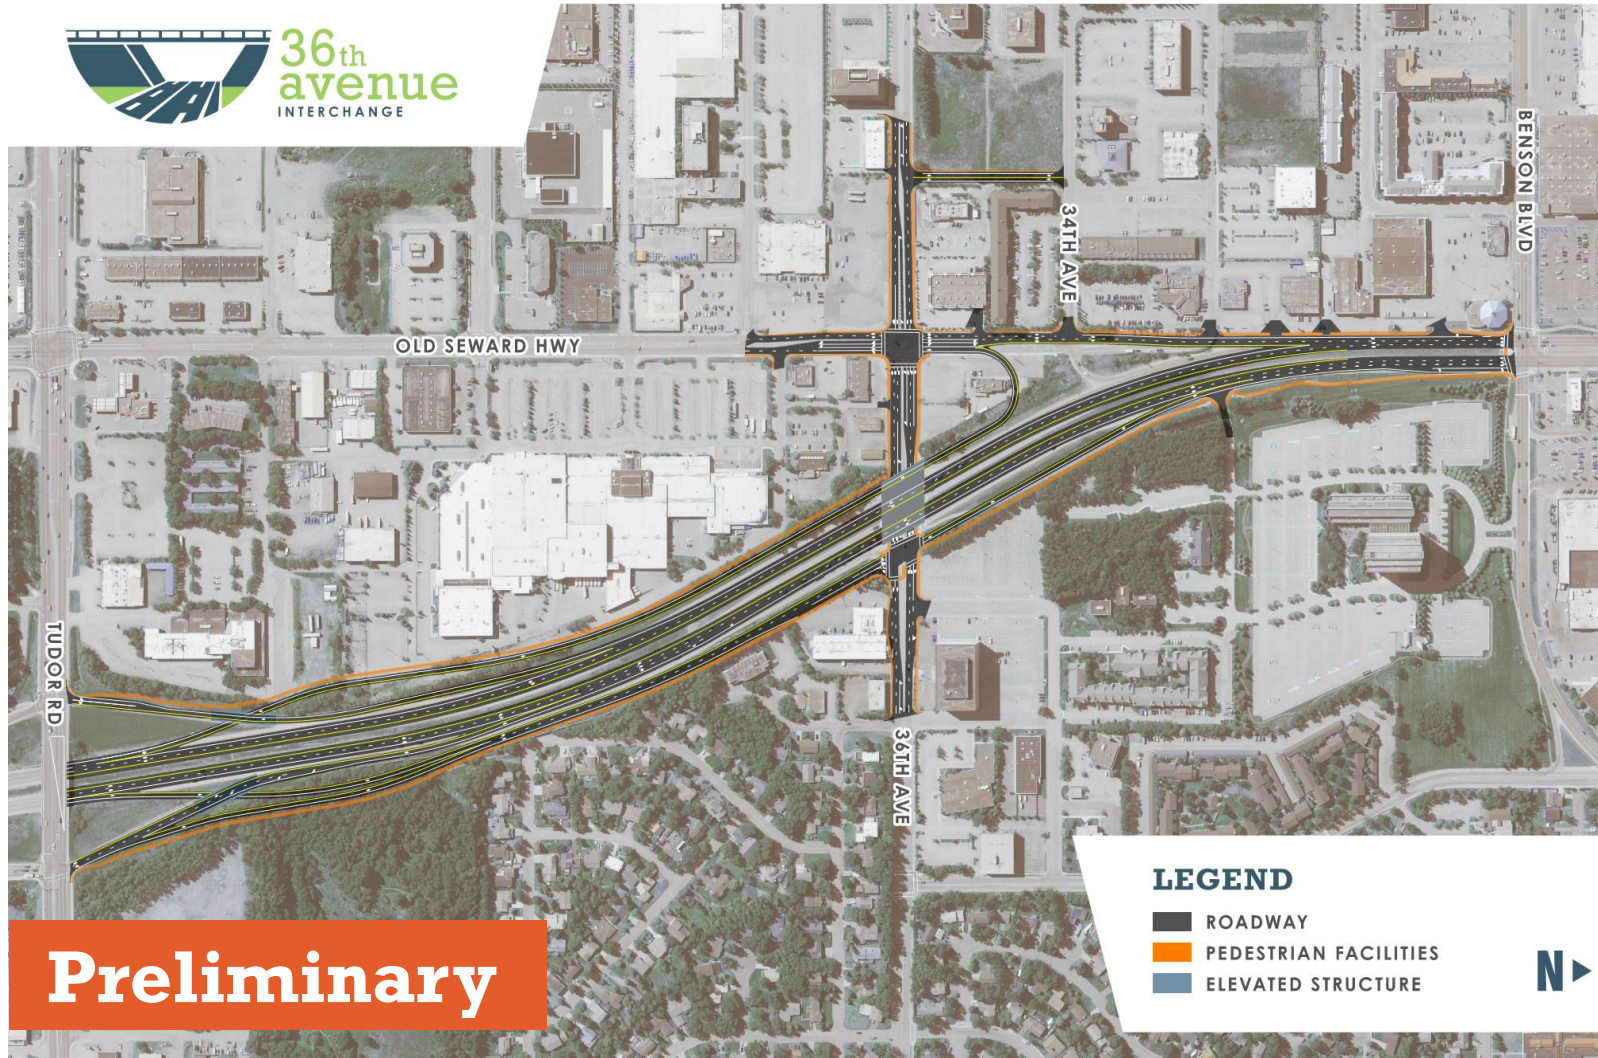 36th
avenue
INTERCHANGE
BENSON BLVD
34TH AVE
OLD SEWARD HWY
TUDOR RD
36TH AVE
LEGEND
ROADWAY
PEDESTRIAN FACILITIES
ELEVATED STRUCTURE
N
Preliminary